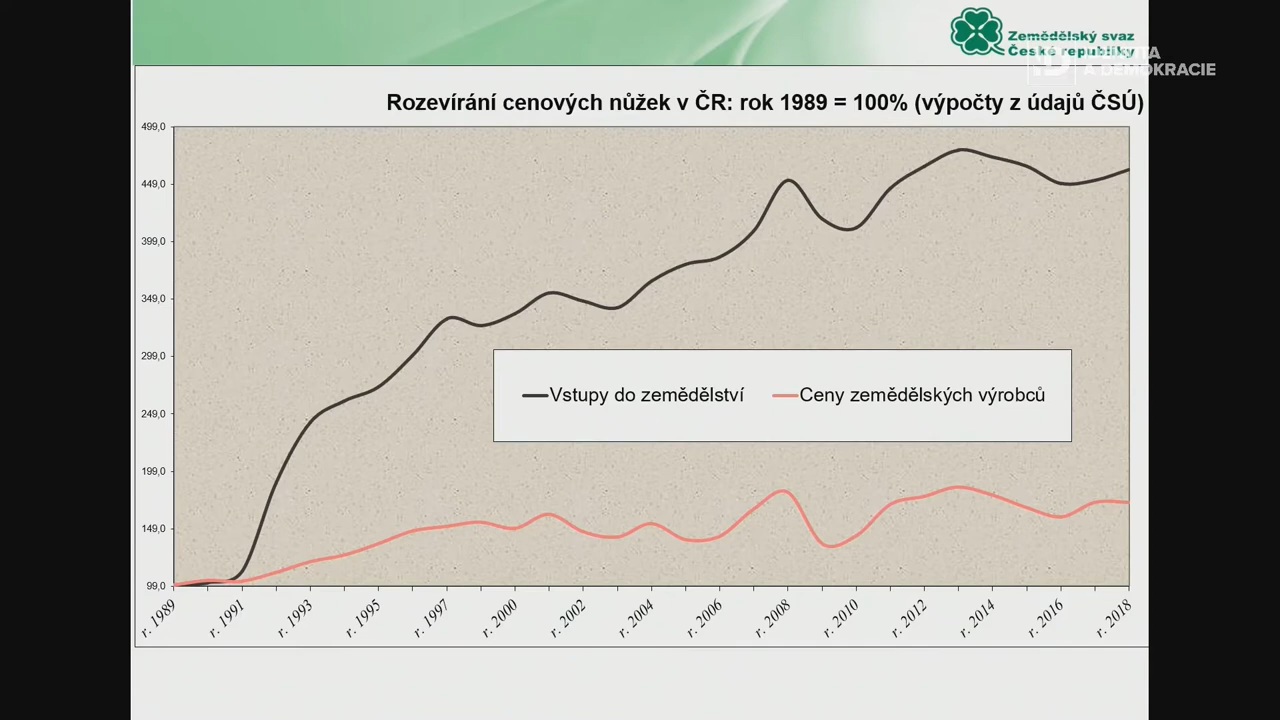 Zemědělský svaz
České republiky
A DEMOKRACIE
Rozevírání cenových nůžek v ČR: rok 1989 = 100% (výpočty z údajů ČSÚ)
499,0
449,0
399,0
349,0
299,0
249,0
199,0
149,0
99,0
Vstupy do zemědělství
Ceny zemědělských výrobců
r. 1989
r. 1991
r. 1993
r. 1995
r. 1997
r. 2000
r. 2002
r. 2004
r. 2006
r. 2008
r. 2010
r. 2012
r. 2014
r. 2016
r. 2018